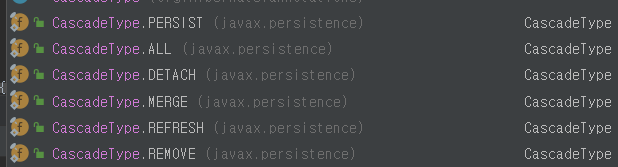 CascadeType.PERSIST (javax.persistence) CascadeType
CascadeType.ALL (javax.persistence) CascadeType
CascadeType.DETACH (javax.persistence) CascadeType
CascadeType.MERGE (javax.persistence) CascadeType
CascadeType.REFRESH (javax.persistence) CascadeType
CascadeType.REMOVE (javax.persistence) CascadeType